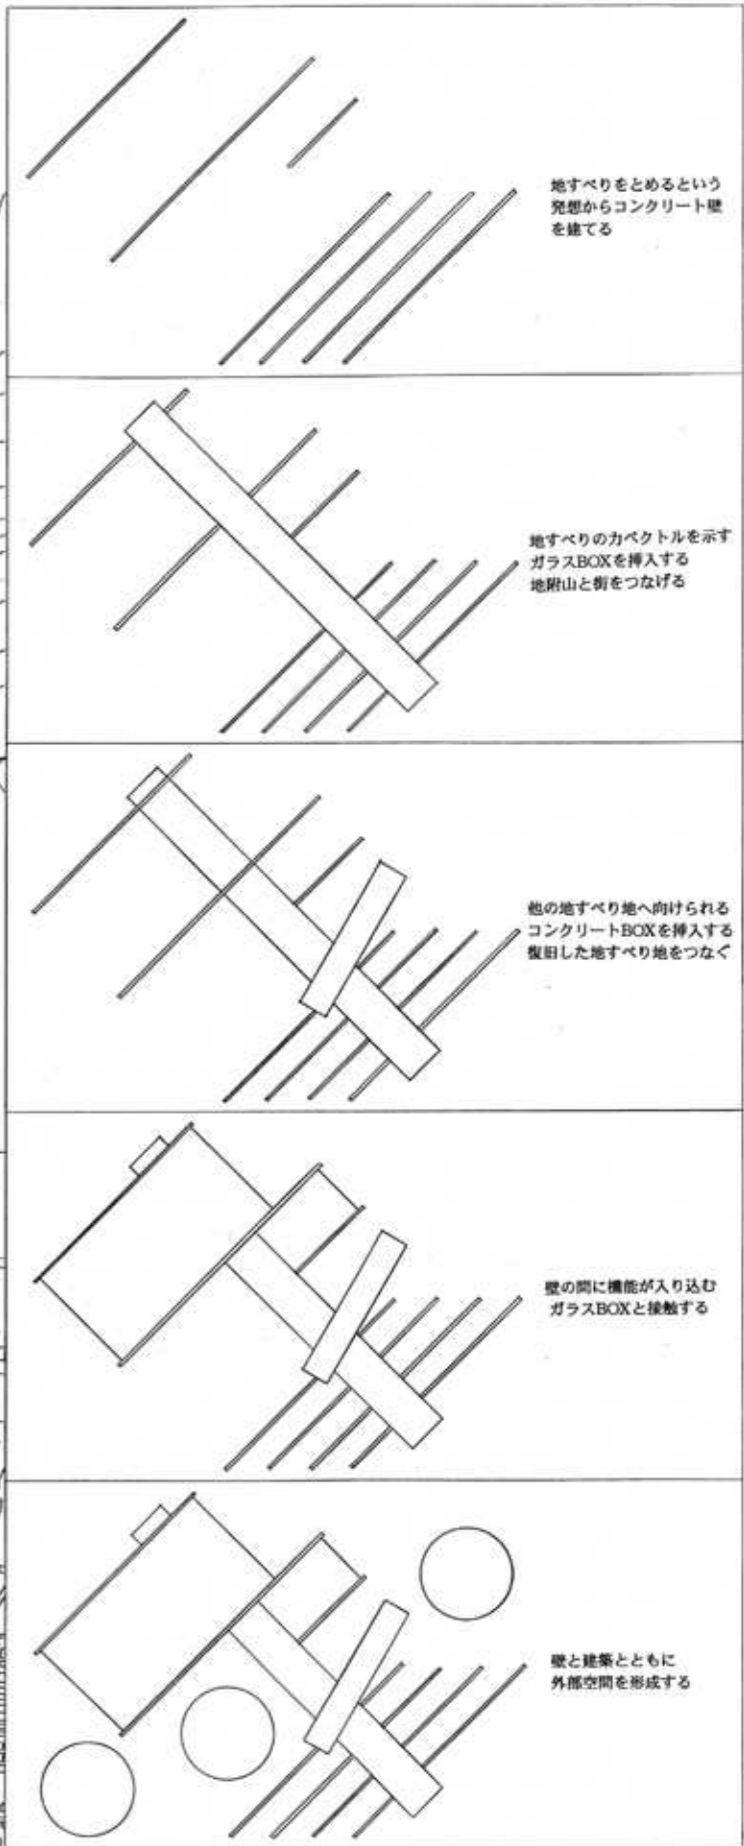 地すべりをとめるという
発想からコンクリート壁
を建てる
地すべりの力ベクトルを示す
ガラスBOXを挿入する
地附山と街をつなげる
他の地すべり地へ向けられる
コンクリートBOXを挿入する
復旧した地すべり地をつなぐ
壁の間に機能が入り込む
ガラスBOXと接触する
壁と建築とともに
外部空間を形成する